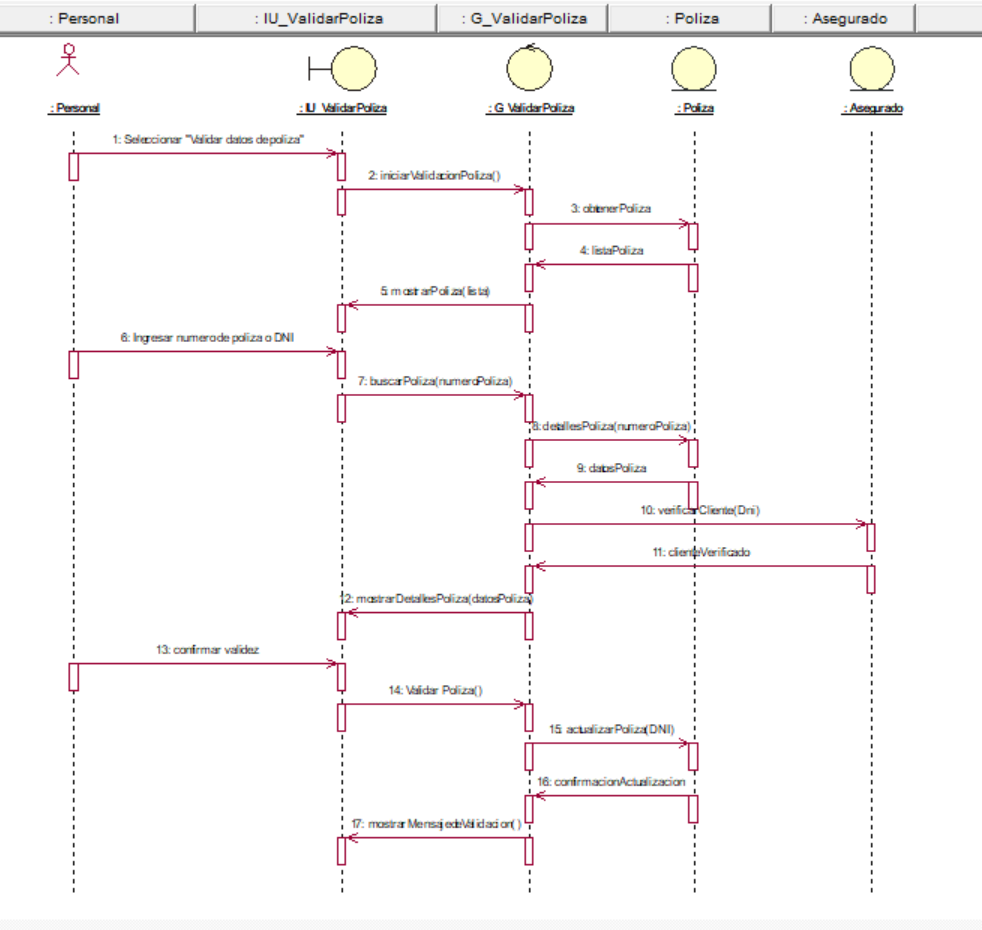 : Personal
: IU_ValidarPoliza
: G_ValidarPoliza
: Poliza
: Asegurado
: Personal
: IU_ValidarPoliza
: G_ValidarPoliza
: Poliza
: Asegurado
1: Seleccionar "Validar datos de poliza"
2: iniciarValidacionPoliza()
3: obtenerPoliza
4: listaPoliza
5: mostrarPoliza(lista)
6: Ingresar numero de poliza o DNI
7: buscarPoliza(numeroPoliza)
8: detallesPoliza(numeroPoliza)
9: datosPoliza
10: verificarCliente(Dni)
11: clienteVerificado
12: mostrarDetallesPoliza(datosPoliza)
13: confirmar validez
14: Validar Poliza()
15: actualizarPoliza(DNI)
16: confirmacionActualizacion
17: mostrarMensajedeValidacion()